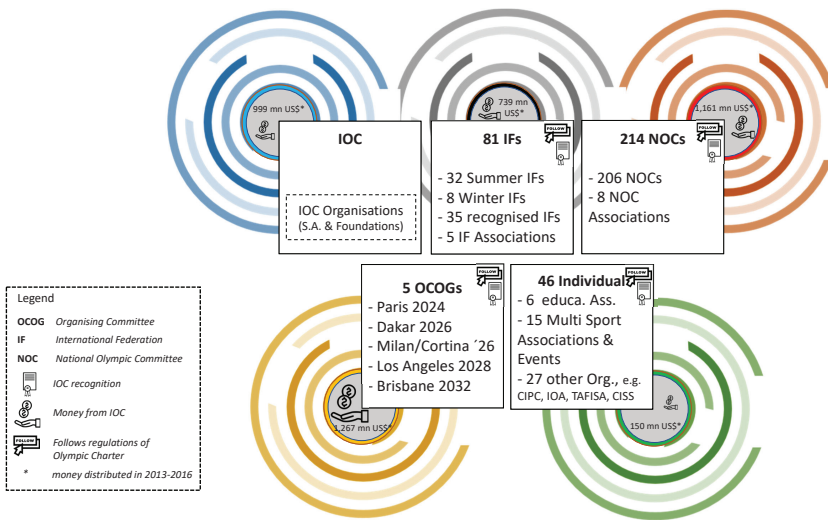 999 mn US$*
739 mn
US$*
1,161 mn US$*
IOC
IOC Organisations
(S.A. & Foundations)
81 IFs
FOLLOW
- 32 Summer IFs
- 8 Winter IFs
- 35 recognised IFs
- 5 IF Associations
214 NOCs
FOLLOW
- 206 NOCs
- 8 NOC
Associations
5 OCOGs
FOLLOW
- Paris 2024
- Dakar 2026
- Milan/Cortina ´26
- Los Angeles 2028
- Brisbane 2032
1,267 mn US$*
46 Individual
FOLLOW
- 6 educa. Ass.
- 15 Multi Sport
Associations &
Events
- 27 other Org., e.g.
CIPC, IOA, TAFISA, CISS
150 mn US$*
Legend
OCOG Organising Committee
IF International Federation
NOC National Olympic Committee
IOC recognition
Money from IOC
FOLLOW
Follows regulations of
Olympic Charter
* money distributed in 2013-2016